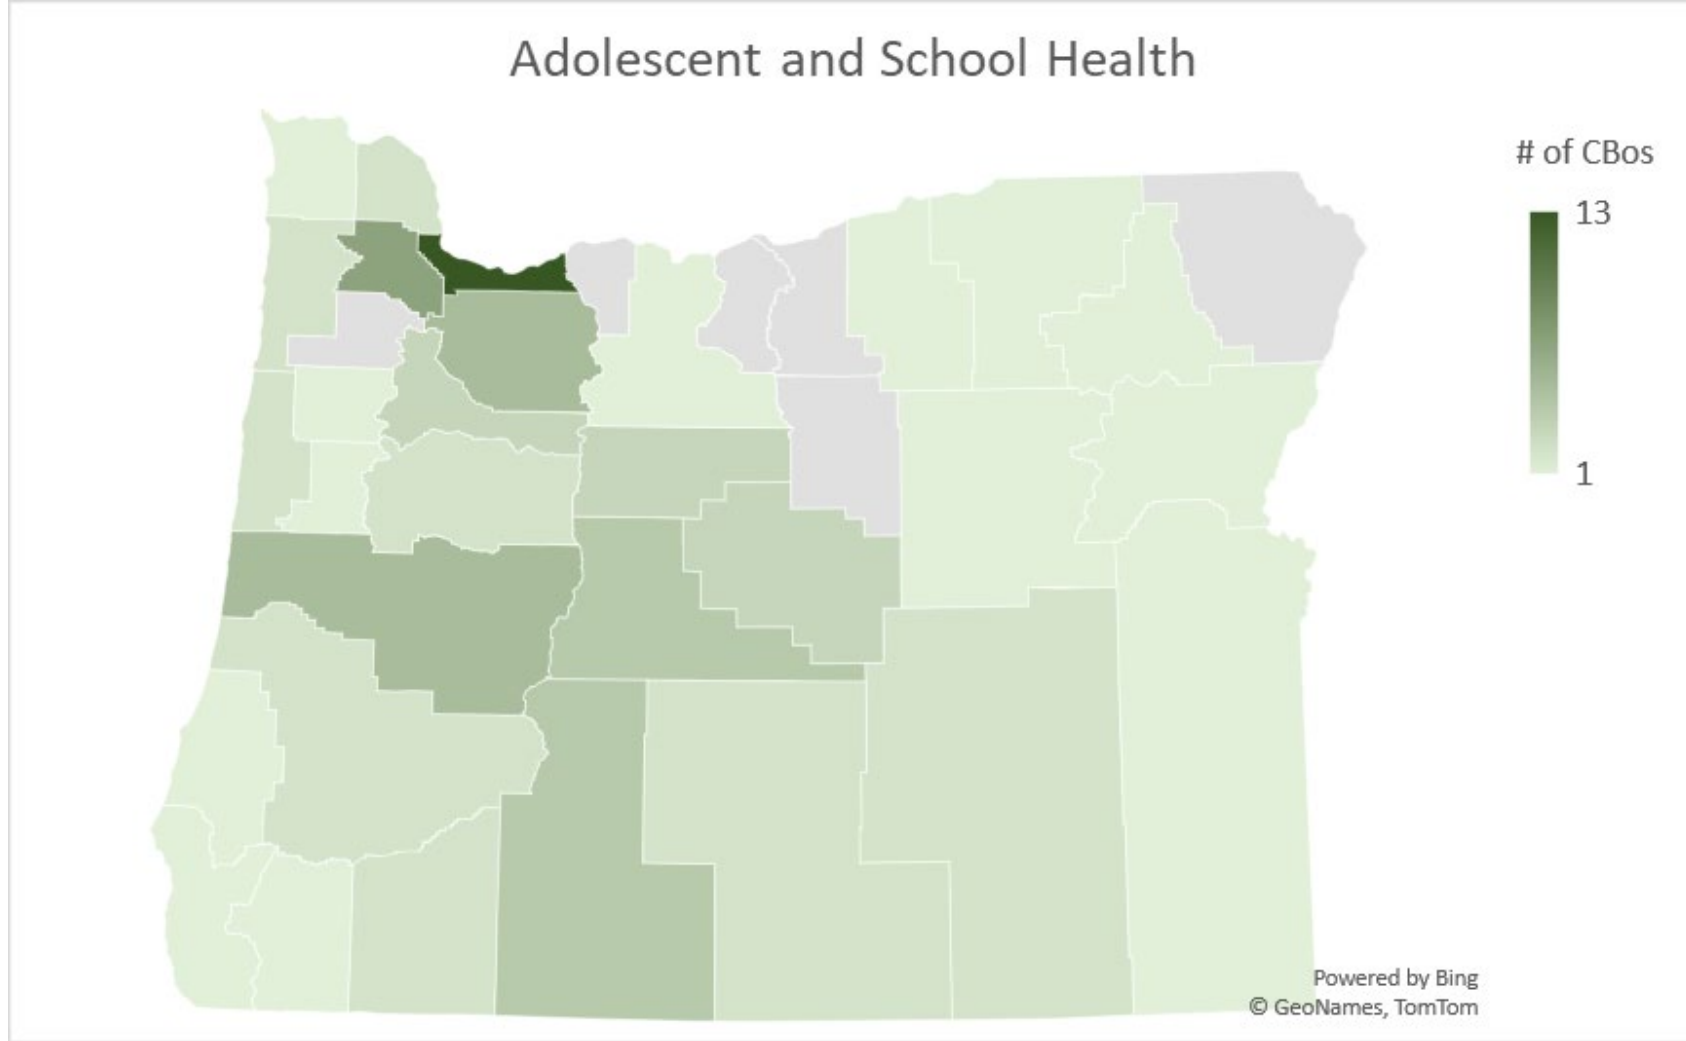 Adolescent and School Health
# of CBos
13
1
Powered by Bing
© GeoNames, TomTom